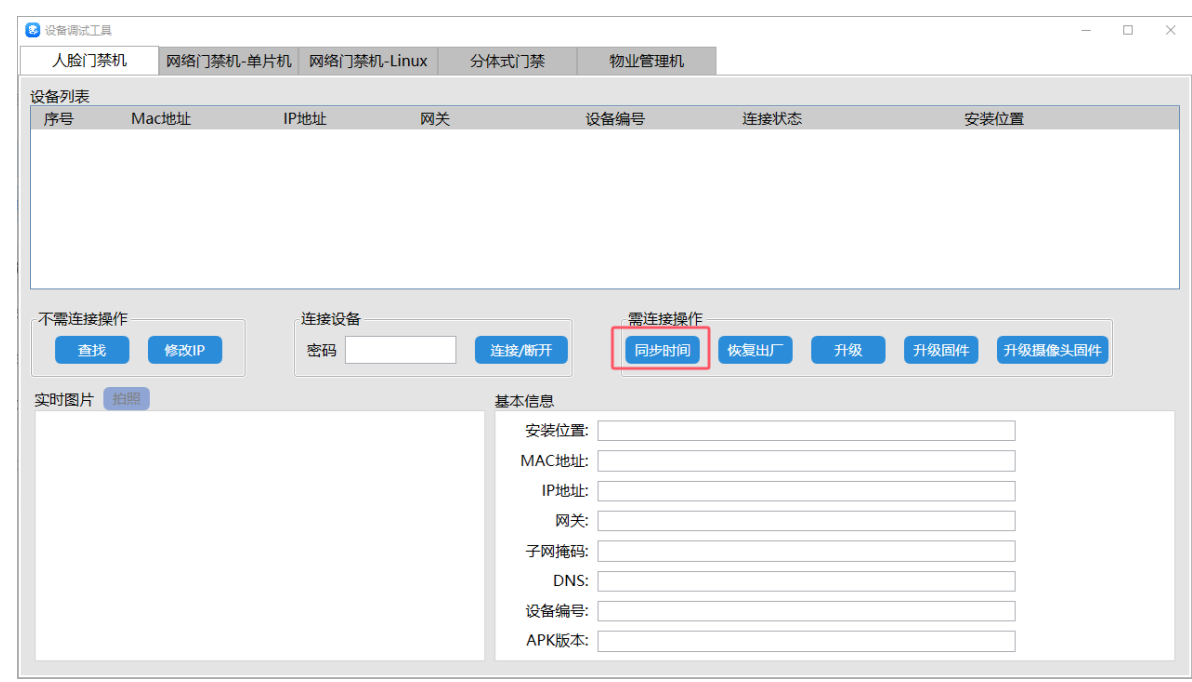 设备调试工具
人脸门禁机 网络门禁机-单片机 网络门禁机-Linux 分体式门禁 物业管理机
设备列表
序号 Mac地址 IP地址 网关 设备编号 连接状态 安装位置
不需连接操作 连接设备 需连接操作
查找 修改IP 密码 连接/断开 同步时间 恢复出厂 升级 升级固件 升级摄像头固件
实时图片 拍照 基本信息
安装位置:
MAC地址:
IP地址:
网关:
子网掩码:
DNS:
设备编号:
APK版本: